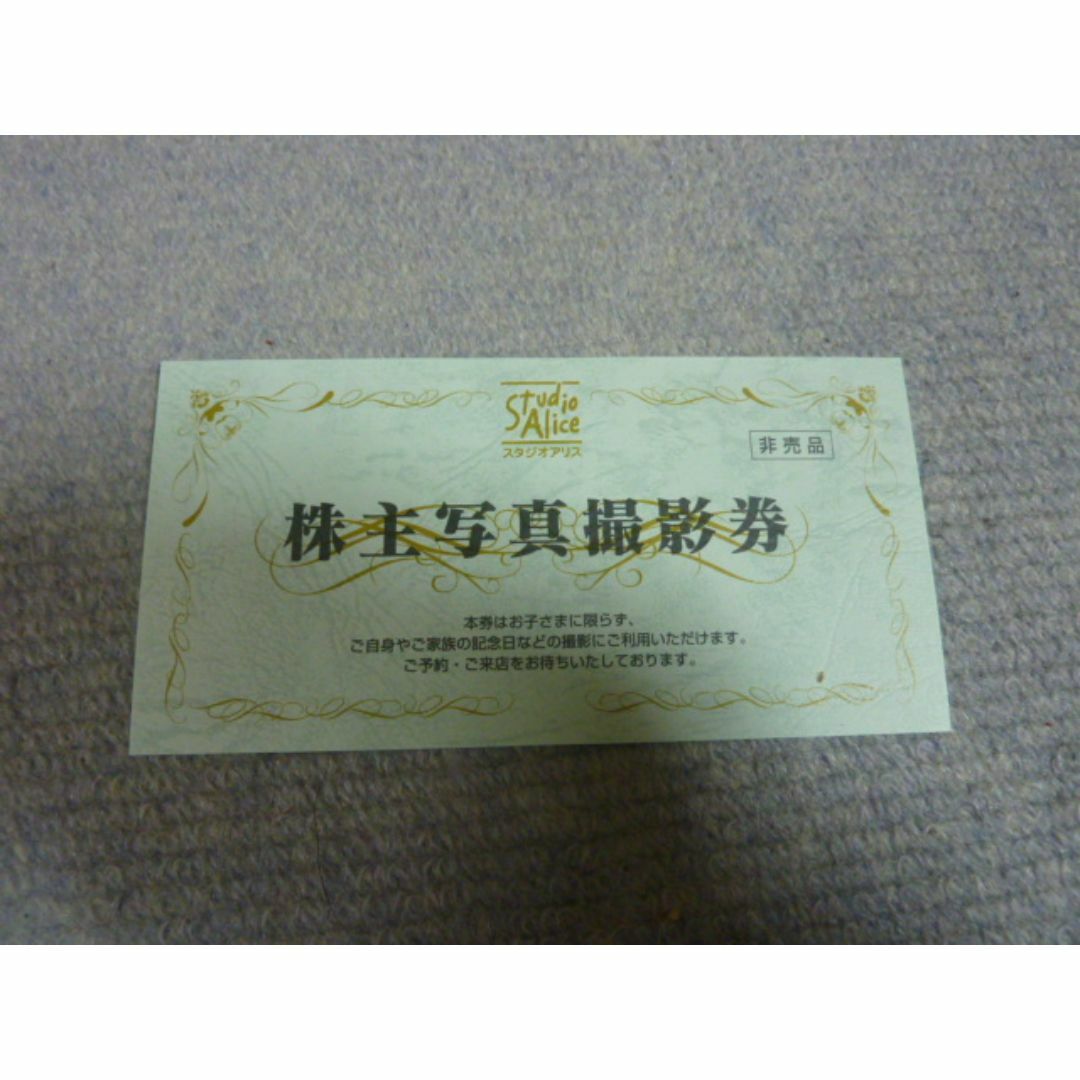 Studio
Alice
スタジオアリス
非売品
株主写真撮影券
本券はお子さまに限らず、
ご自身やご家族の記念日などの撮影にご利用いただけます。
ご予約・ご来店をお待ちいたしております。